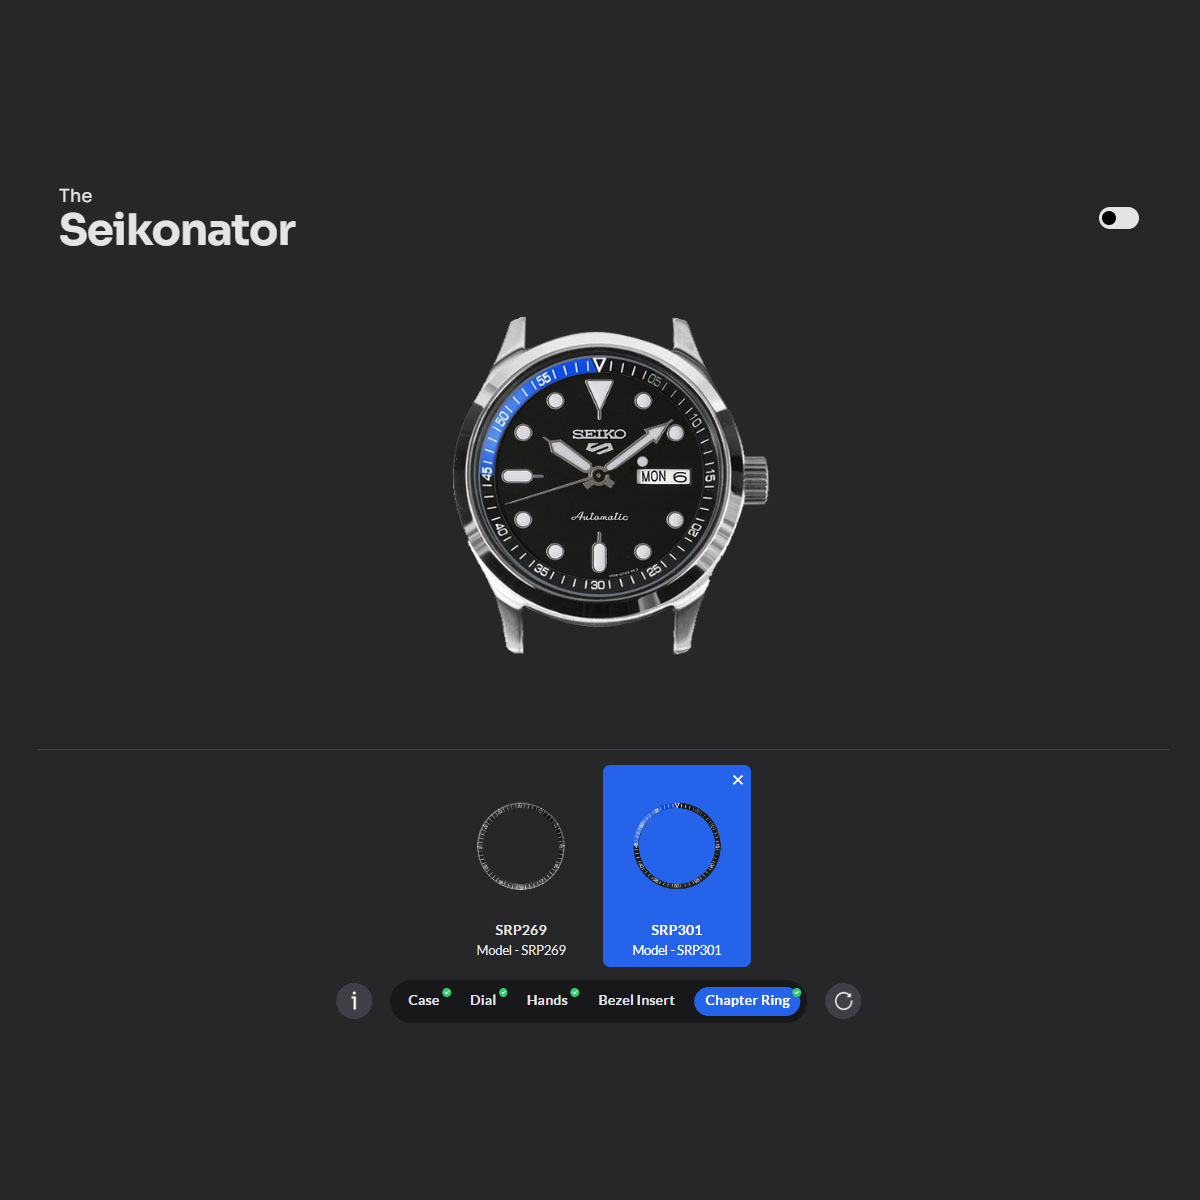 The
Seikonator
55
05
50
10
SEIKO
5
45
MON 6
15
Automatic
40
20
35
25
30
SRP269
Model - SRP269
SRP301
Model - SRP301
i
Case
Dial
Hands
Bezel Insert
Chapter Ring